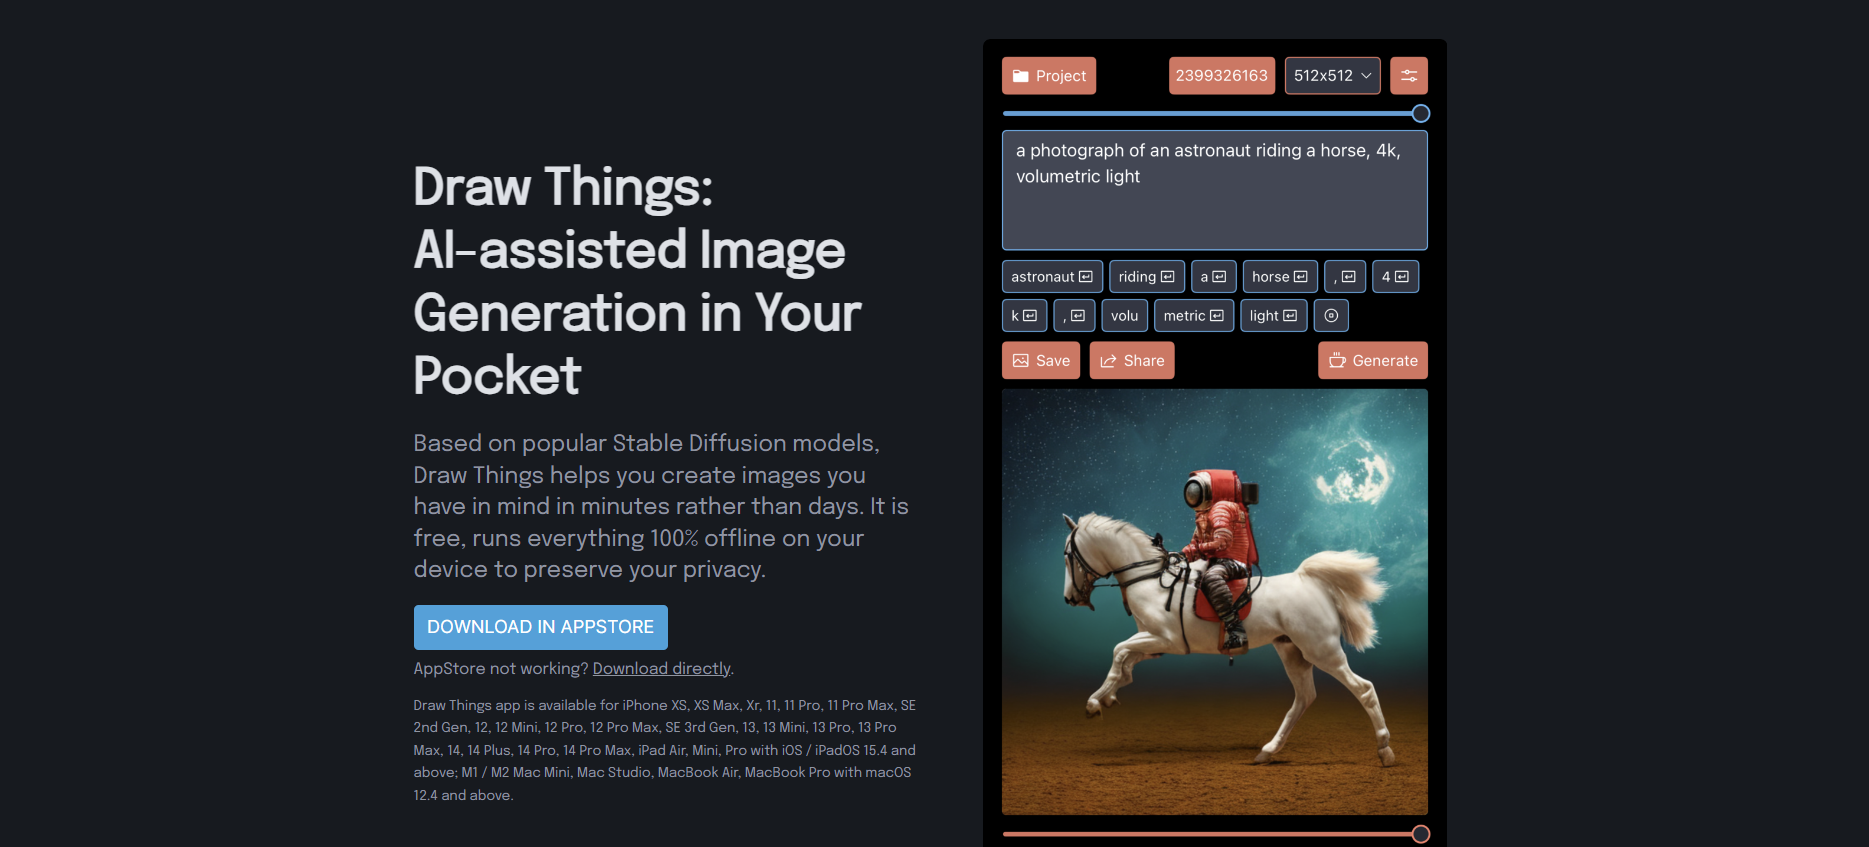 Draw Things:
AI-assisted Image
Generation in Your
Pocket
Based on popular Stable Diffusion models,
Draw Things helps you create images you
have in mind in minutes rather than days. It is
free, runs everything 100% offline on your
device to preserve your privacy.
DOWNLOAD IN APPSTORE
AppStore not working? Download directly.
Draw Things app is available for iPhone XS, XS Max, Xr, 11, 11 Pro, 11 Pro Max, SE
2nd Gen, 12, 12 Mini, 12 Pro, 12 Pro Max, SE 3rd Gen, 13, 13 Mini, 13 Pro, 13 Pro
Max, 14, 14 Plus, 14 Pro, 14 Pro Max, iPad Air, Mini, Pro with iOS / iPadOS 15.4 and
above; M1 / M2 Mac Mini, Mac Studio, MacBook Air, MacBook Pro with macOS
12.4 and above.
Project 2399326163 512x512
a photograph of an astronaut riding a horse, 4k,
volumetric light
astronaut riding a horse , 4
k , volu metric light
Save Share Generate